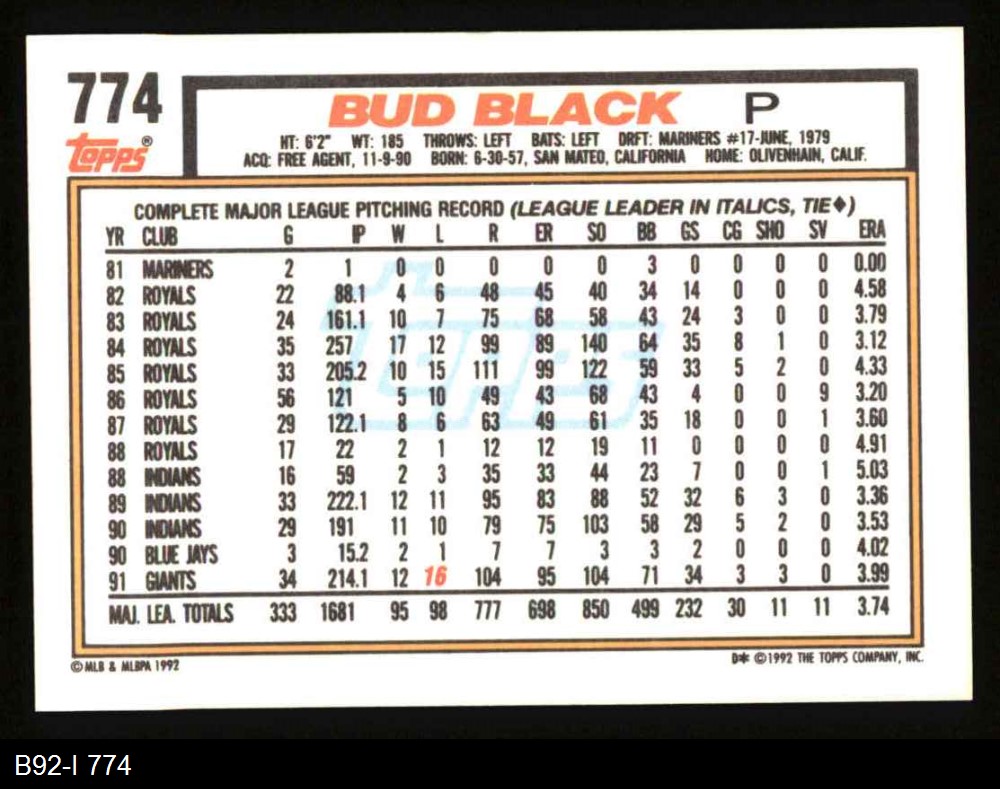 774
topps®
BUD BLACK P
HT: 6'2" WT: 185 THROWS: LEFT BATS: LEFT DRFT: MARINERS #17-JUNE, 1979
ACQ: FREE AGENT, 11-9-90 BORN: 6-30-57, SAN MATEO, CALIFORNIA HOME: OLIVENHAIN, CALIF.
COMPLETE MAJOR LEAGUE PITCHING RECORD (LEAGUE LEADER IN ITALICS, TIE♦)
YR CLUB G IP W L R ER SO BB GS CG SHO SV ERA
81 MARINERS 2 1 0 0 0 0 0 3 0 0 0 0 0.00
82 ROYALS 22 88.1 4 6 48 45 40 34 14 0 0 0 4.58
83 ROYALS 24 161.1 10 7 75 68 58 43 24 3 0 0 3.79
84 ROYALS 35 257 17 12 99 89 140 64 35 8 1 0 3.12
85 ROYALS 33 205.2 10 15 111 99 122 59 33 5 2 0 4.33
86 ROYALS 56 121 5 10 49 43 68 43 4 0 0 9 3.20
87 ROYALS 29 122.1 8 6 63 49 61 35 18 0 0 1 3.60
88 ROYALS 17 22 2 1 12 12 19 11 0 0 0 0 4.91
88 INDIANS 16 59 2 3 35 33 44 23 7 0 0 1 5.03
89 INDIANS 33 222.1 12 11 95 83 88 52 32 6 3 0 3.36
90 INDIANS 29 191 11 10 79 75 103 58 29 5 2 0 3.53
90 BLUE JAYS 3 15.2 2 1 7 7 3 3 2 0 0 0 4.02
91 GIANTS 34 214.1 12 16 104 95 104 71 34 3 3 0 3.99
MAJ. LEA. TOTALS 333 1681 95 98 777 698 850 499 232 30 11 11 3.74
© MLB & MLBPA 1992
D* ©1992 THE TOPPS COMPANY, INC.
B92-I 774